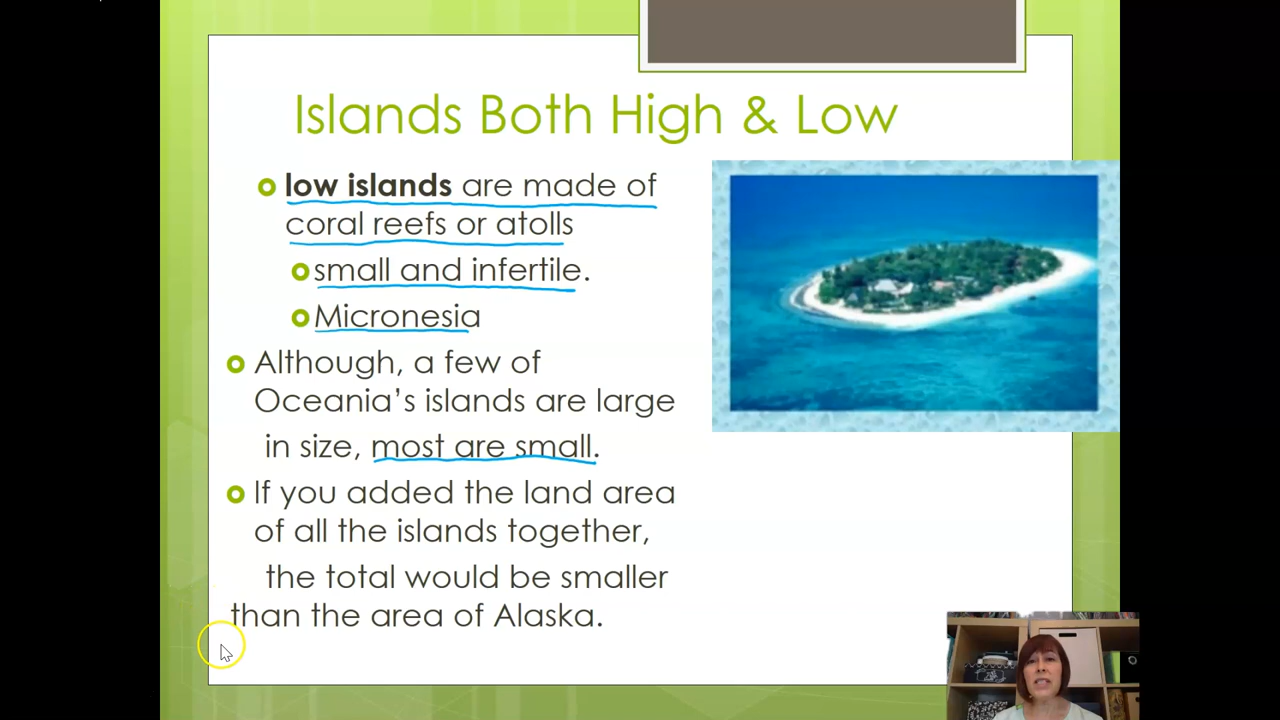 Islands Both High & Low
low islands are made of
coral reefs or atolls
small and infertile.
Micronesia
Although, a few of
Oceania's islands are large
in size, most are small.
If you added the land area
of all the islands together,
the total would be smaller
than the area of Alaska.